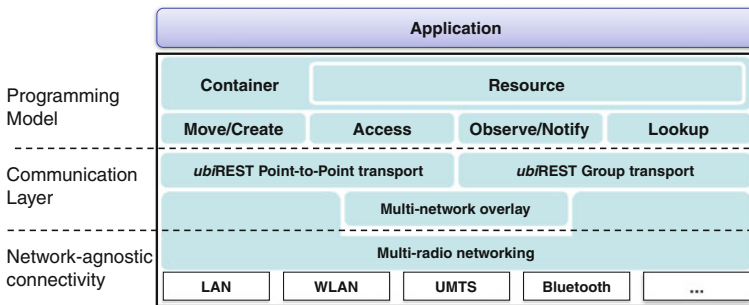 Application
Programming
Model
Container
Resource
Move/Create
Access
Observe/Notify
Lookup
Communication
Layer
ubiREST Point-to-Point transport
ubiREST Group transport
Multi-network overlay
Network-agnostic
connectivity
Multi-radio networking
LAN
WLAN
UMTS
Bluetooth
...